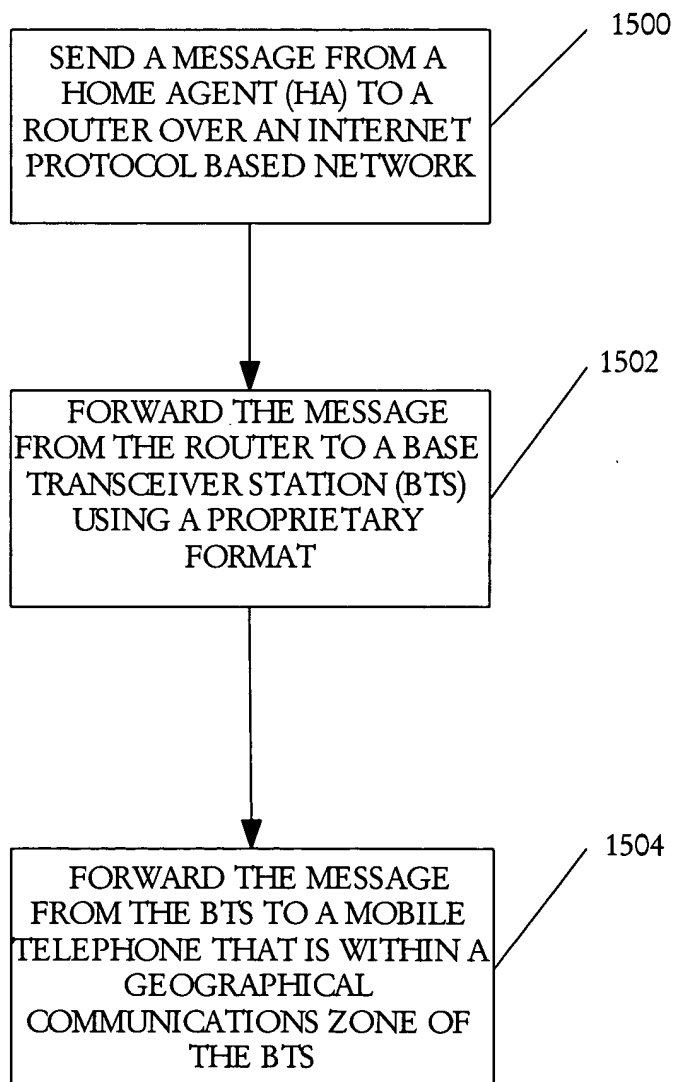 1500
SEND A MESSAGE FROM A
HOME AGENT (HA) TO A
ROUTER OVER AN INTERNET
PROTOCOL BASED NETWORK
1502
FORWARD THE MESSAGE
FROM THE ROUTER TO A BASE
TRANSCEIVER STATION (BTS)
USING A PROPRIETARY
FORMAT
1504
FORWARD THE MESSAGE
FROM THE BTS TO A MOBILE
TELEPHONE THAT IS WITHIN A
GEOGRAPHICAL
COMMUNICATIONS ZONE OF
THE BTS